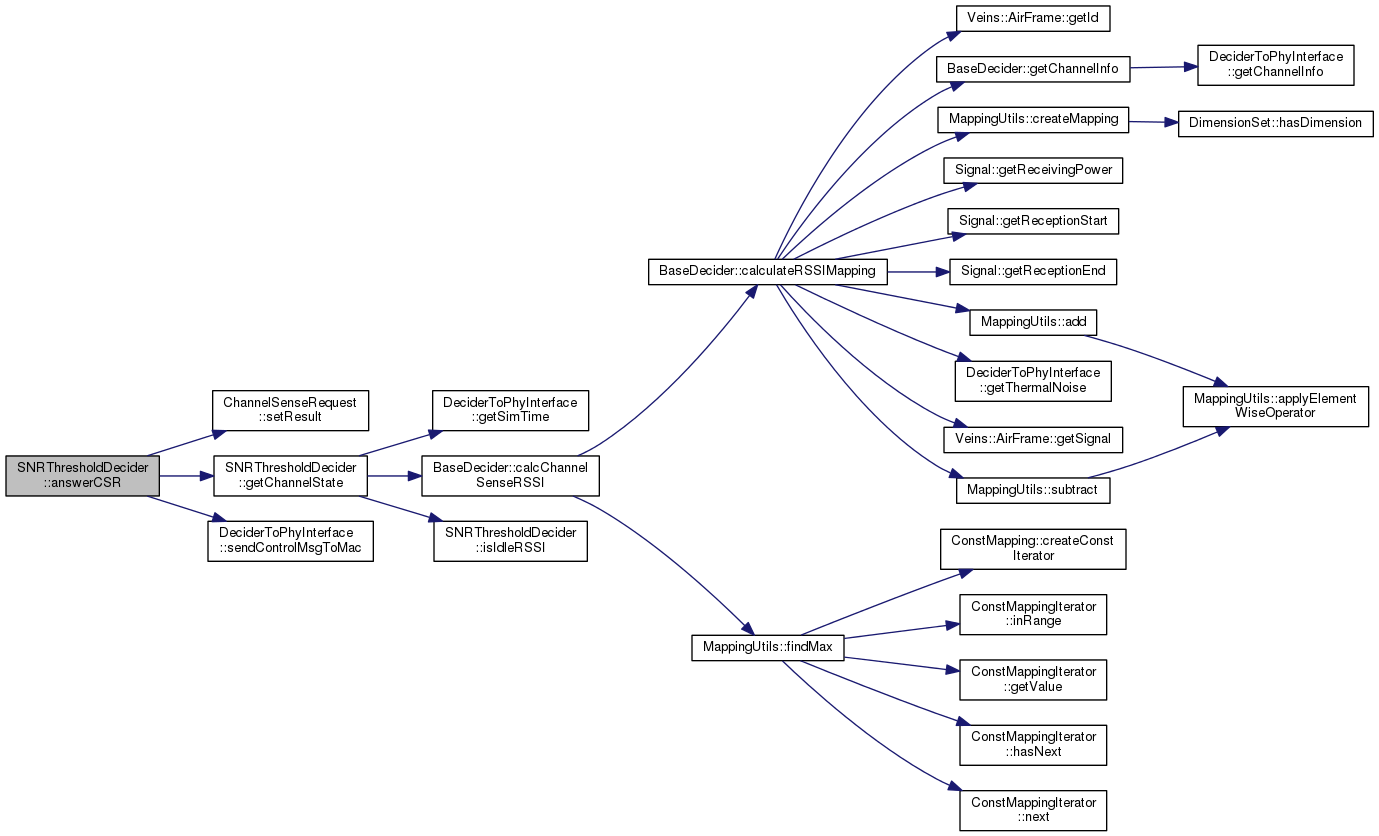 Veins::AirFrame::getId
BaseDecider::getChannelInfo
DeciderToPhyInterface
::getChannelInfo
MappingUtils::createMapping
DimensionSet::hasDimension
Signal::getReceivingPower
Signal::getReceptionStart
BaseDecider::calculateRSSIMapping
Signal::getReceptionEnd
MappingUtils::add
DeciderToPhyInterface
::getThermalNoise
MappingUtils::applyElement
WiseOperator
Veins::AirFrame::getSignal
MappingUtils::subtract
ChannelSenseRequest
::setResult
DeciderToPhyInterface
::getSimTime
SNRThresholdDecider
::answerCSR
SNRThresholdDecider
::getChannelState
BaseDecider::calcChannel
SenseRSSI
DeciderToPhyInterface
::sendControlMsgToMac
SNRThresholdDecider
::isIdleRSSI
ConstMapping::createConst
Iterator
ConstMappingIterator
::inRange
MappingUtils::findMax
ConstMappingIterator
::getValue
ConstMappingIterator
::hasNext
ConstMappingIterator
::next